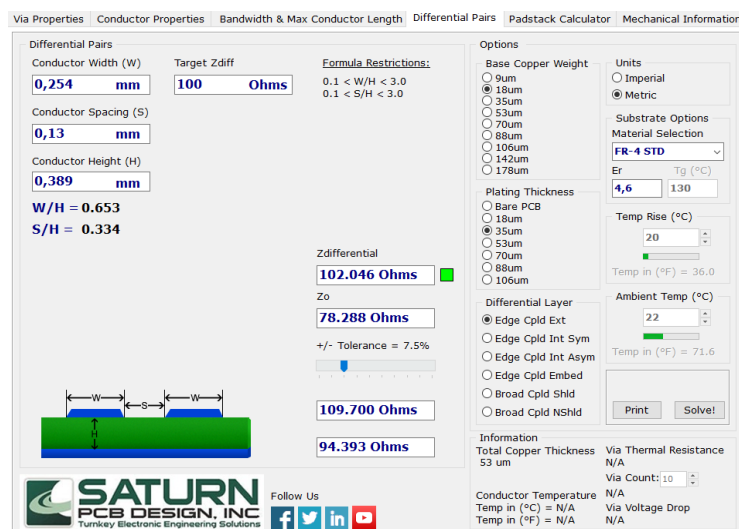 Via Properties Conductor Properties Bandwidth & Max Conductor Length Differential Pairs Padstack Calculator Mechanical Information
Differential Pairs
Conductor Width (W)
0,254 mm
Conductor Spacing (S)
0,13 mm
Conductor Height (H)
0,389 mm
W/H = 0.653
S/H = 0.334
Target Zdiff
100 Ohms
Formula Restrictions:
0.1 < W/H < 3.0
0.1 < S/H < 3.0
Zdifferential
102.046 Ohms
Zo
78.288 Ohms
+/- Tolerance = 7.5%
109.700 Ohms
94.393 Ohms
W S W
H
SATURN
PCB DESIGN, INC
Turnkey Electronic Engineering Solutions
Follow Us
f in
Options
Base Copper Weight
9um
18um
35um
53um
70um
88um
106um
142um
178um
Plating Thickness
Bare PCB
18um
35um
53um
70um
88um
106um
Differential Layer
Edge Cpld Ext
Edge Cpld Int Sym
Edge Cpld Int Asym
Edge Cpld Embed
Broad Cpld Shld
Broad Cpld NShld
Units
Imperial
Metric
Substrate Options
Material Selection
FR-4 STD
Er Tg (°C)
4,6 130
Temp Rise (°C)
20
Temp in (°F) = 36.0
Ambient Temp (°C)
22
Temp in (°F) = 71.6
Print Solve!
Information
Total Copper Thickness
53 um
Conductor Temperature
Temp in (°C) = N/A
Temp in (°F) = N/A
Via Thermal Resistance
N/A
Via Count: 10
N/A
Via Voltage Drop
N/A